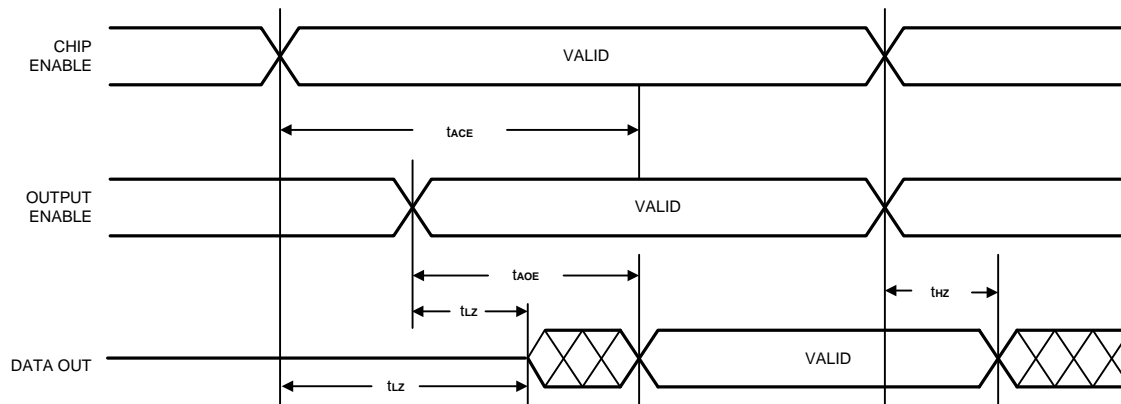 CHIP
ENABLE
VALID
tACE
OUTPUT
ENABLE
VALID
tAOE
tLZ
tHZ
DATA OUT
VALID
tLZ